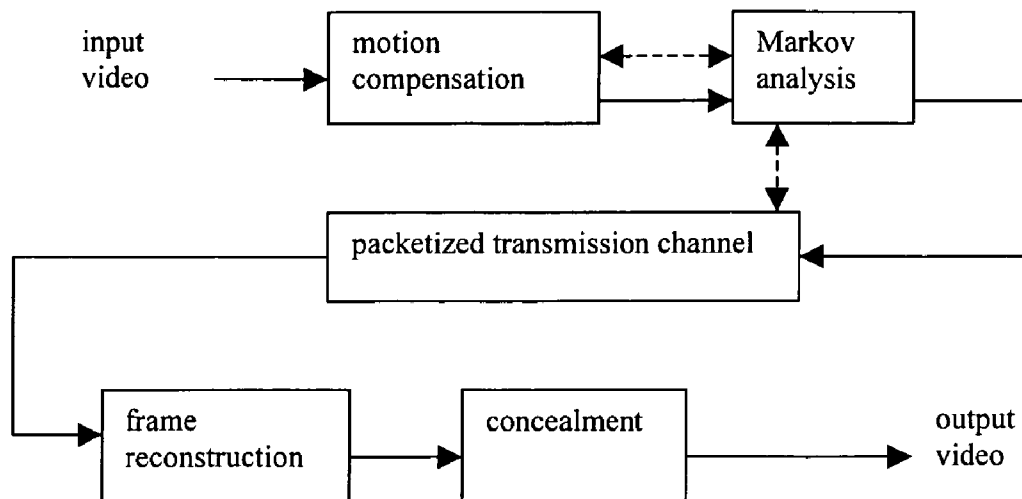 input
video
motion
compensation
Markov
analysis
packetized transmission channel
frame
reconstruction
concealment
output
video